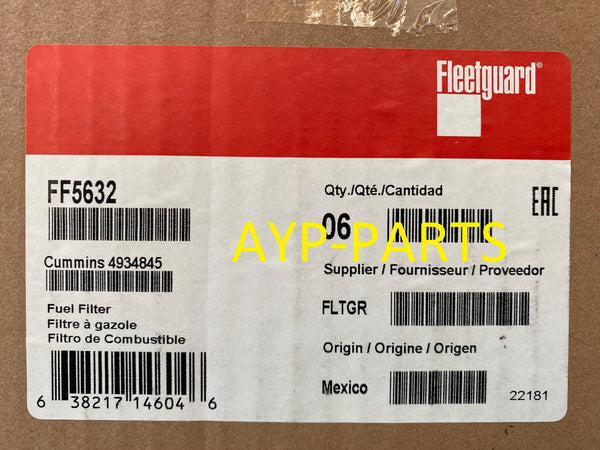 Fleetguard®
FF5632
Cummins 4934845
Fuel Filter
Filtre à gazole
Filtro de Combustible
6 38217 14604 6
Qty./Qté./Cantidad
06
EAC
AYP-PARTS
Supplier / Fournisseur / Proveedor
FLTGR
Origin / Origine / Origen
Mexico
22181